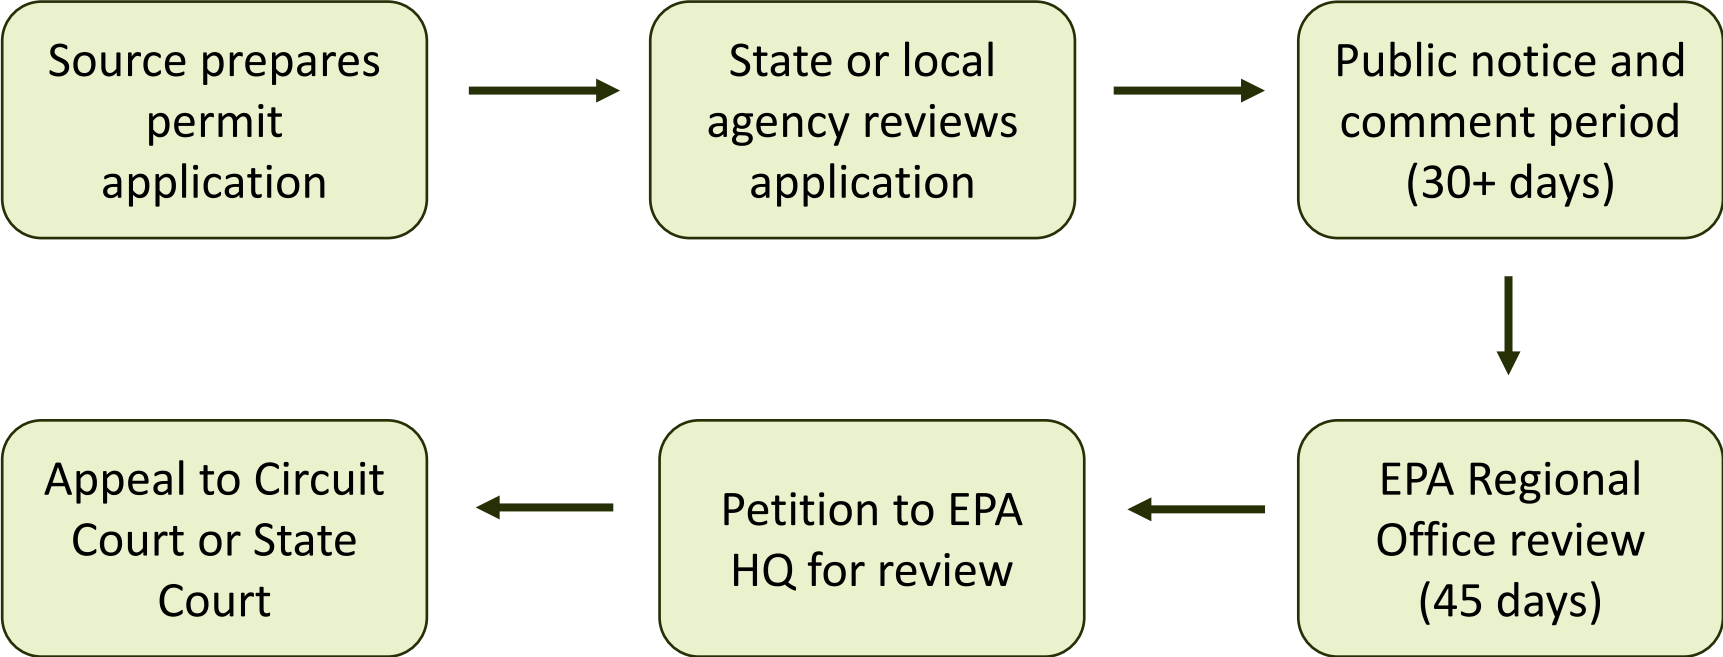 Source prepares
permit
application
State or local
agency reviews
application
Public notice and
comment period
(30+ days)
EPA Regional
Office review
(45 days)
Petition to EPA
HQ for review
Appeal to Circuit
Court or State
Court